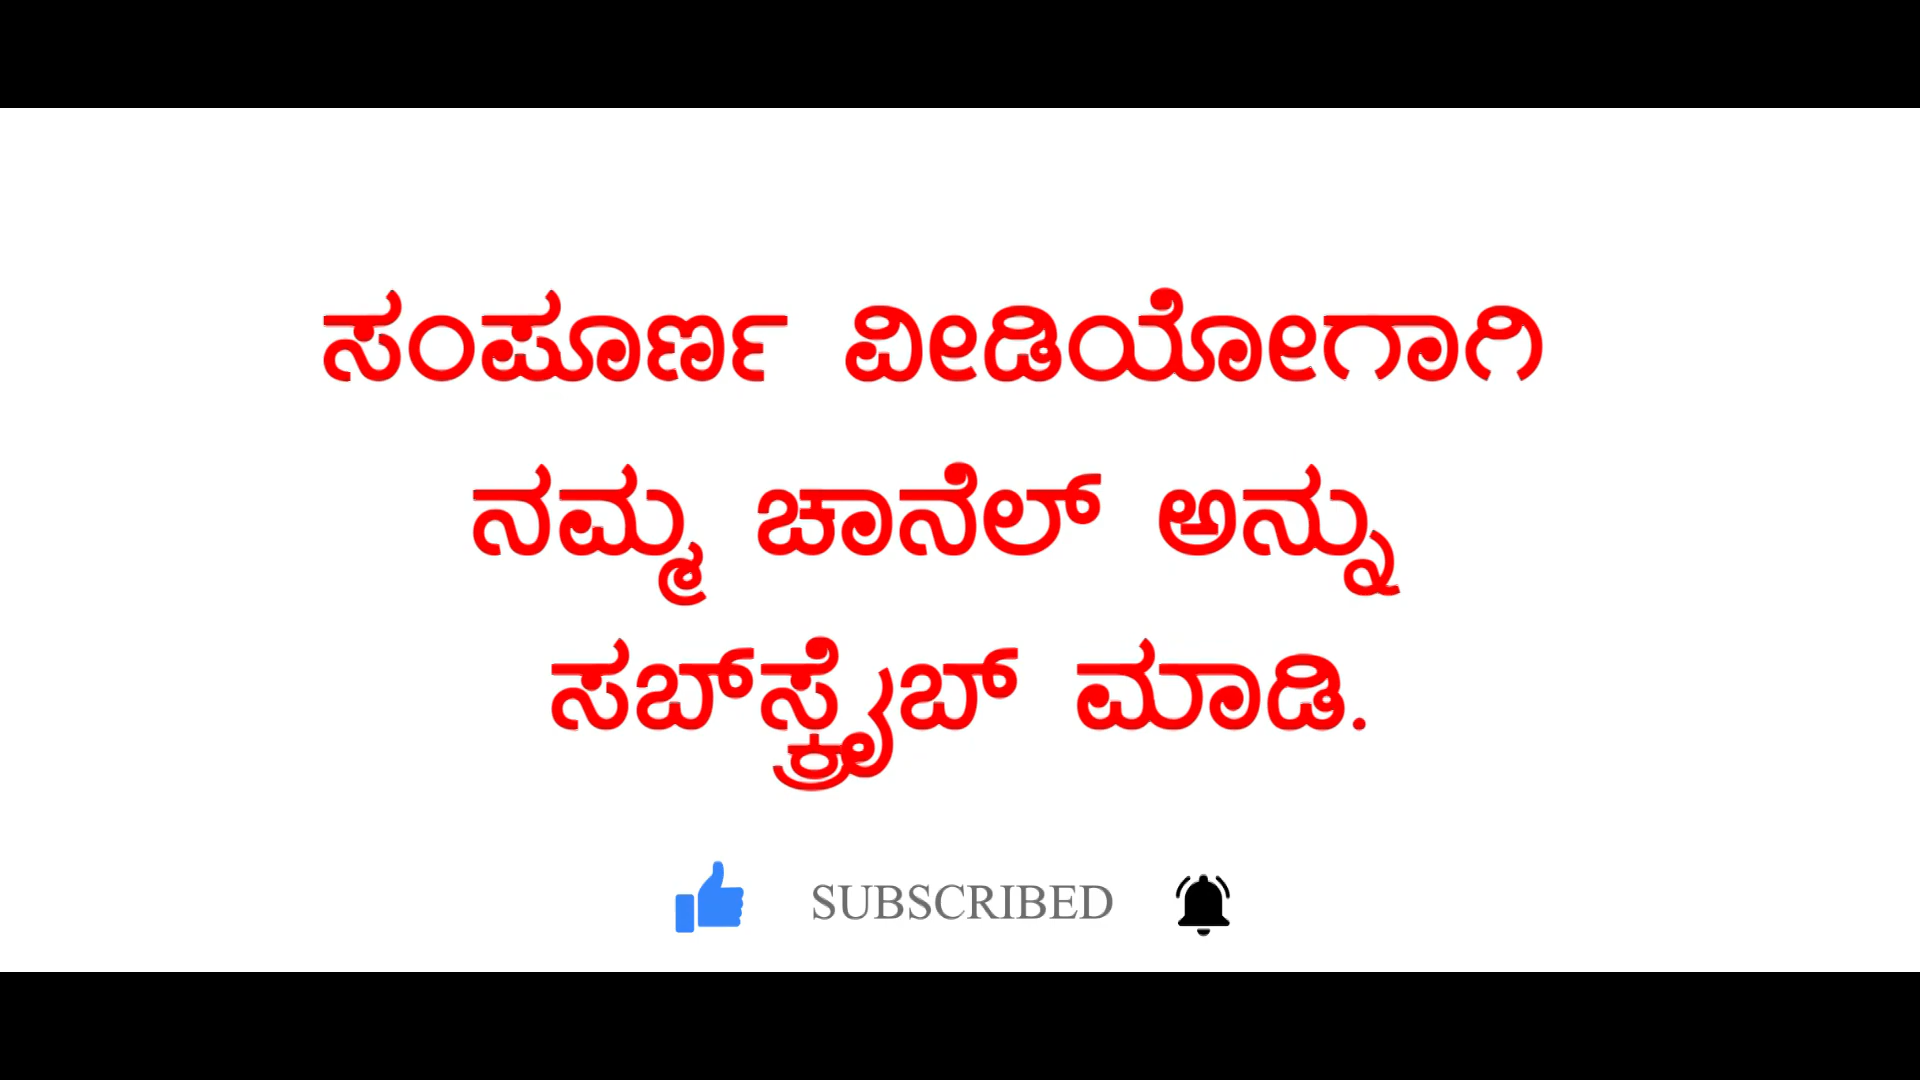 ಸಂಪೂರ್ಣ ವೀಡಿಯೋಗಾಗಿ
ನಮ್ಮ ಚಾನೆಲ್ ಅನ್ನು
ಸಬ್‌ಸ್ಕ್ರೈಬ್ ಮಾಡಿ.
SUBSCRIBED